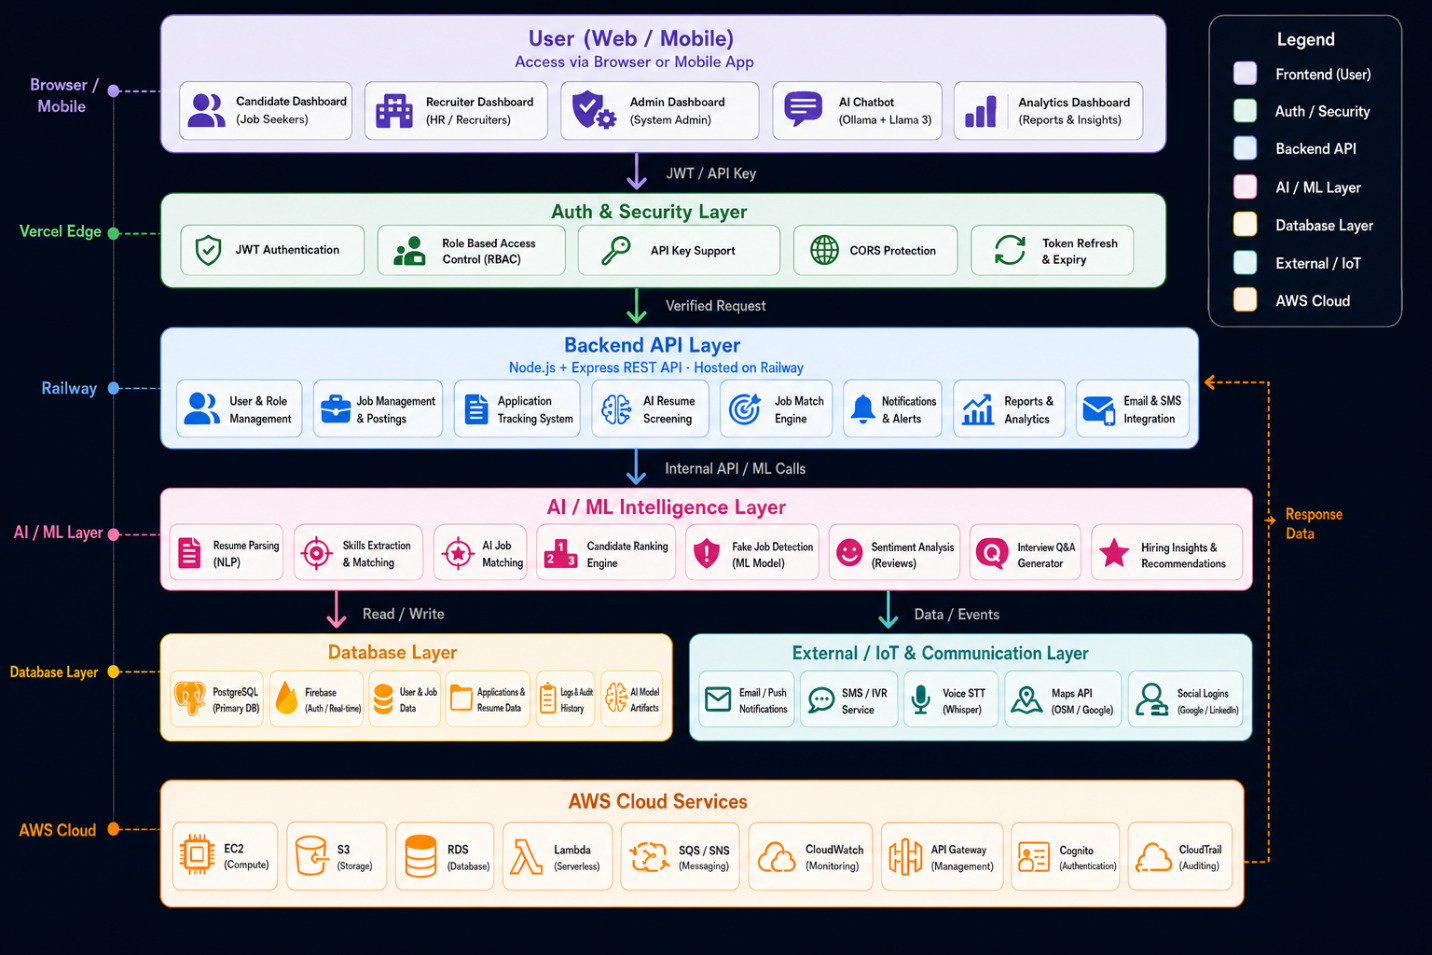 User (Web / Mobile)
Access via Browser or Mobile App
Browser /
Mobile
Candidate Dashboard
(Job Seekers)
Recruiter Dashboard
(HR / Recruiters)
Admin Dashboard
(System Admin)
AI Chatbot
(Ollama + Llama 3)
Analytics Dashboard
(Reports & Insights)
JWT / API Key
Legend
Frontend (User)
Auth / Security
Backend API
AI / ML Layer
Database Layer
External / IoT
AWS Cloud
Vercel Edge
Auth & Security Layer
JWT Authentication
Role Based Access
Control (RBAC)
API Key Support
CORS Protection
Token Refresh
& Expiry
Verified Request
Railway
Backend API Layer
Node.js + Express REST API · Hosted on Railway
User & Role
Management
Job Management
& Postings
Application
Tracking System
AI Resume
Screening
Job Match
Engine
Notifications
& Alerts
Reports &
Analytics
Email & SMS
Integration
Internal API / ML Calls
AI / ML Layer
AI / ML Intelligence Layer
Resume Parsing
(NLP)
Skills Extraction
& Matching
AI Job
Matching
1
2 3
Candidate Ranking
Engine
Fake Job Detection
(ML Model)
Sentiment Analysis
(Reviews)
Q
Interview Q&A
Generator
Hiring Insights &
Recommendations
Response
Data
Read / Write
Data / Events
Database Layer
Database Layer
PostgreSQL
(Primary DB)
Firebase
(Auth / Real-time)
User & Job
Data
Applications &
Resume Data
Logs & Audit
History
AI Model
Artifacts
External / IoT & Communication Layer
Email / Push
Notifications
SMS / IVR
Service
Voice STT
(Whisper)
Maps API
(OSM / Google)
Social Logins
(Google / LinkedIn)
AWS Cloud
AWS Cloud Services
EC2
(Compute)
S3
(Storage)
RDS
(Database)
Lambda
(Serverless)
SQS / SNS
(Messaging)
CloudWatch
(Monitoring)
API Gateway
(Management)
Cognito
(Authentication)
CloudTrail
(Auditing)